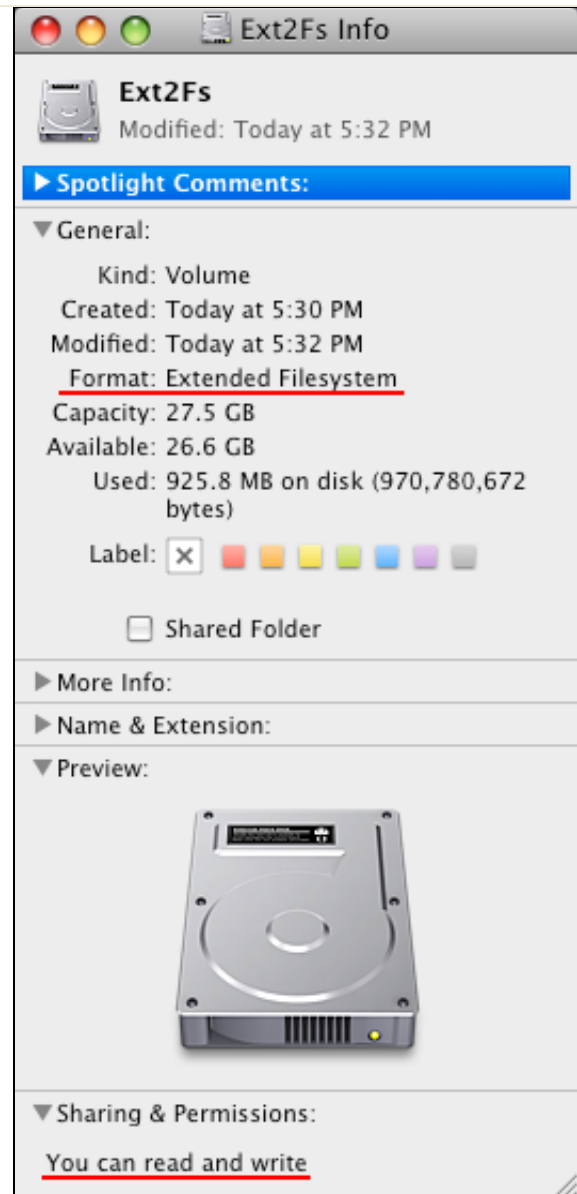 Ext2Fs Info
Ext2Fs
Modified: Today at 5:32 PM
Spotlight Comments:
General:
Kind: Volume
Created: Today at 5:30 PM
Modified: Today at 5:32 PM
Format: Extended Filesystem
Capacity: 27.5 GB
Available: 26.6 GB
Used: 925.8 MB on disk (970,780,672
bytes)
Label:
Shared Folder
More Info:
Name & Extension:
Preview:
Sharing & Permissions:
You can read and write